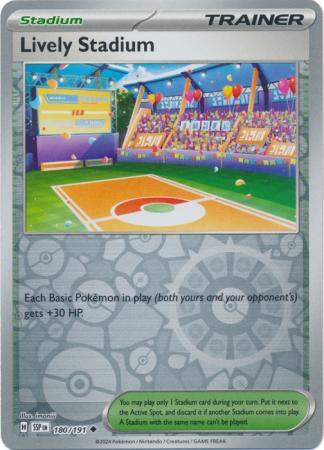 Stadium
TRAINER
Lively Stadium
Each Basic Pokémon in play (both yours and your opponent's)
gets +30 HP.
Illus. imoniii
You may play only 1 Stadium card during your turn. Put it next to
the Active Spot, and discard it if another Stadium comes into play.
A Stadium with the same name can't be played.
H SSP EN 180/191 ◆
©2024 Pokémon / Nintendo / Creatures / GAME FREAK